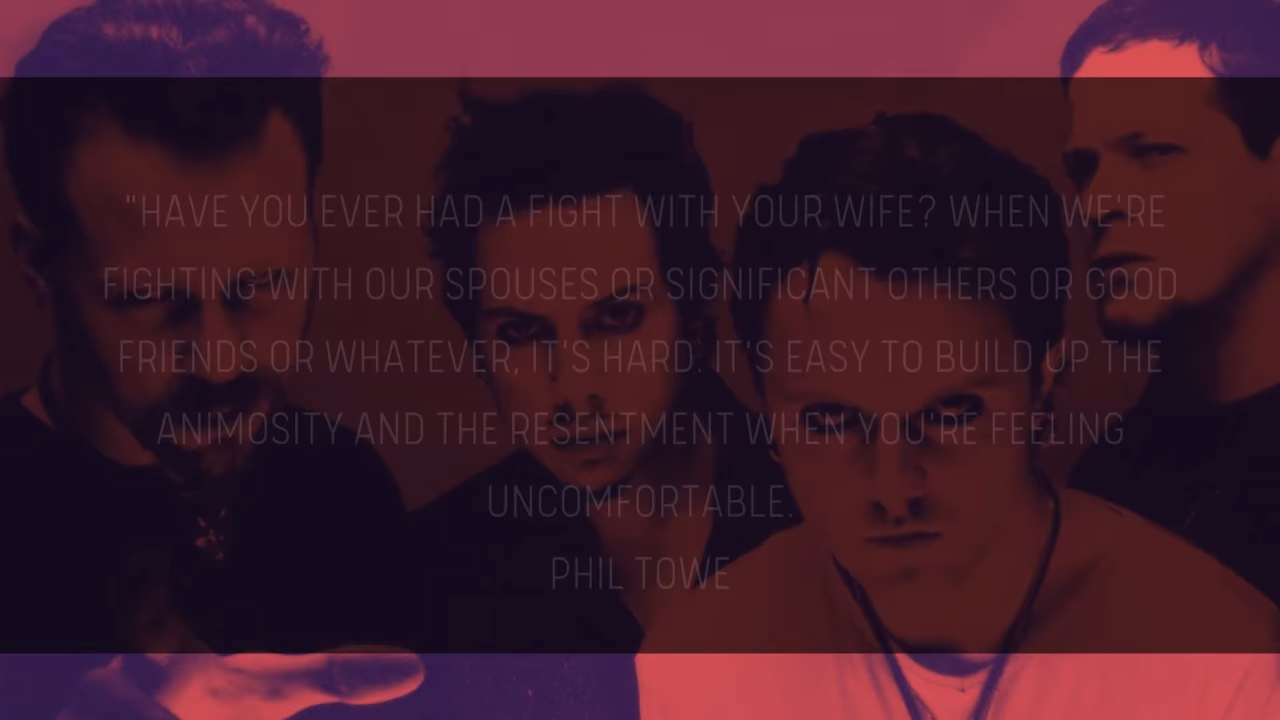 "HAVE YOU EVER HAD A FIGHT WITH YOUR WIFE? WHEN WE'RE
FIGHTING WITH OUR SPOUSES OR SIGNIFICANT OTHERS OR GOOD
FRIENDS OR WHATEVER, IT'S HARD. IT'S EASY TO BUILD UP THE
ANIMOSITY AND THE RESENTMENT WHEN YOU'RE FEELING
UNCOMFORTABLE.
PHIL TOWE